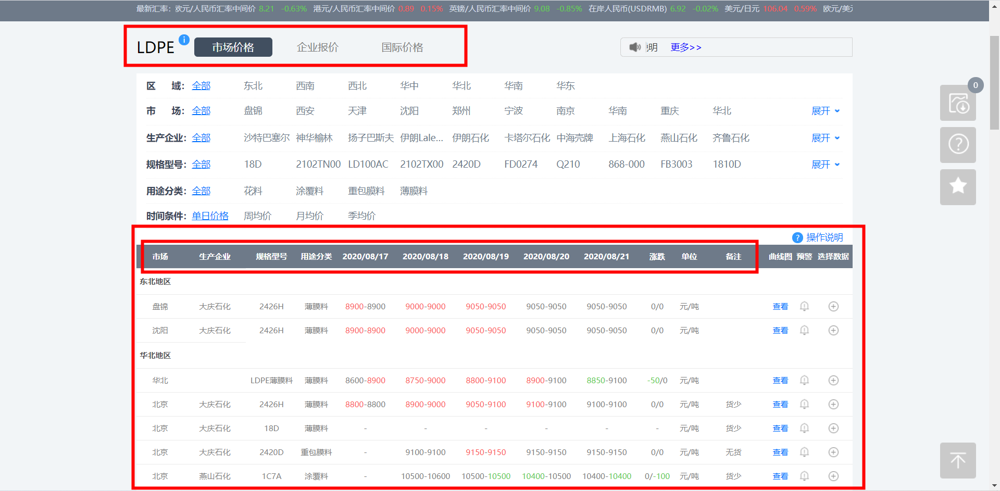 最新汇率：欧元/人民币汇率中间价 8.21 -0.63% 港元/人民币汇率中间价 0.89 0.15% 英镑/人民币汇率中间价 9.08 -0.85% 在岸人民币(USDRMB) 6.92 -0.02% 美元/日元 106.04 0.59% 欧元/美
LDPE i 市场价格 企业报价 国际价格 明 更多>>
0
区 域： 全部 东北 西南 西北 华中 华北 华南 华东
市 场： 全部 盘锦 西安 天津 沈阳 郑州 宁波 南京 华南 重庆 华北 展开
生产企业： 全部 沙特巴塞尔 神华榆林 扬子巴斯夫 伊朗Lale... 伊朗石化 卡塔尔石化 中海壳牌 上海石化 燕山石化 齐鲁石化 展开
规格型号： 全部 18D 2102TN00 LD100AC 2102TX00 2420D FD0274 Q210 868-000 FB3003 1810D 展开
用途分类： 全部 花料 涂覆料 重包膜料 薄膜料
时间条件： 单日价格 周均价 月均价 季均价
? 操作说明
市场 生产企业 规格型号 用途分类 2020/08/17 2020/08/18 2020/08/19 2020/08/20 2020/08/21 涨跌 单位 备注 曲线图 预警 选择数据
东北地区
盘锦 大庆石化 2426H 薄膜料 8900-8900 9000-9000 9050-9050 9050-9050 9050-9050 0/0 元/吨 查看
沈阳 大庆石化 2426H 薄膜料 8900-8900 9000-9000 9050-9050 9050-9050 9050-9050 0/0 元/吨 查看
华北地区
华北 LDPE薄膜料 薄膜料 8600-8900 8750-9000 8800-9100 8900-9100 8850-9100 -50/0 元/吨 查看
北京 大庆石化 2426H 薄膜料 8800-8800 8900-9000 9050-9100 9100-9100 9100-9100 0/0 元/吨 货少 查看
北京 大庆石化 18D 薄膜料 - - - - - - 元/吨 货少 查看
北京 大庆石化 2420D 重包膜料 - 9100-9100 9150-9150 9150-9150 9150-9150 0/0 元/吨 无货 查看
北京 燕山石化 1C7A 涂覆料 - 10500-10600 10500-10500 10400-10500 10400-10400 0/-100 元/吨 货少 查看